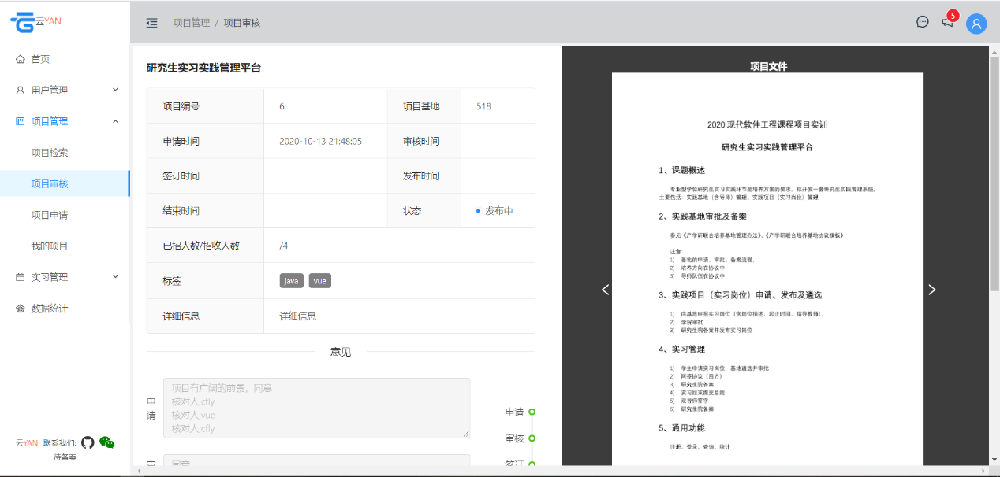 云YAN
项目管理 / 项目审核
5
首页
用户管理
项目管理
项目检索
项目审核
项目申请
我的项目
实习管理
数据统计
云YAN 联系我们:
待备案
研究生实习实践管理平台
项目编号 6 项目基地 518
申请时间 2020-10-13 21:48:05 审核时间
签订时间 发布时间
结束时间 状态 发布中
已招人数/招收人数 /4
标签 java vue
详细信息 详细信息
意见
申请
项目有广阔的前景，同意
核对人:cfly
核对人:vue
核对人:cfly
申请
审核
签订
审
同意
项目文件
2020 现代软件工程课程项目实训
研究生实习实践管理平台
1、课题概述
专业型学位研究生实习实践环节是培养方案的要求，拟开发一套研究生实践管理系统，
主要包括：实践基地（含导师）管理、实践项目（实习岗位）管理
2、实践基地审批及备案
参见《产学研联合培养基地管理办法》、《产学研联合培养基地协议模板》
注意：
1) 基地的申请、审批、备案流程，
2) 培养方向在协议中
3) 导师队伍在协议中
3、实践项目（实习岗位）申请、发布及遴选
1) 由基地申报实习岗位（含岗位描述、起止时间、指导教师），
2) 学院审批
3) 研究生院备案并发布实习岗位
4、实习管理
1) 学生申请实习岗位，基地遴选并审批
2) 网签协议（四方）
3) 研究生院备案
4) 实习结束提交总结
5) 双导师签字
6) 研究生院备案
5、通用功能
注册、登录、查询、统计